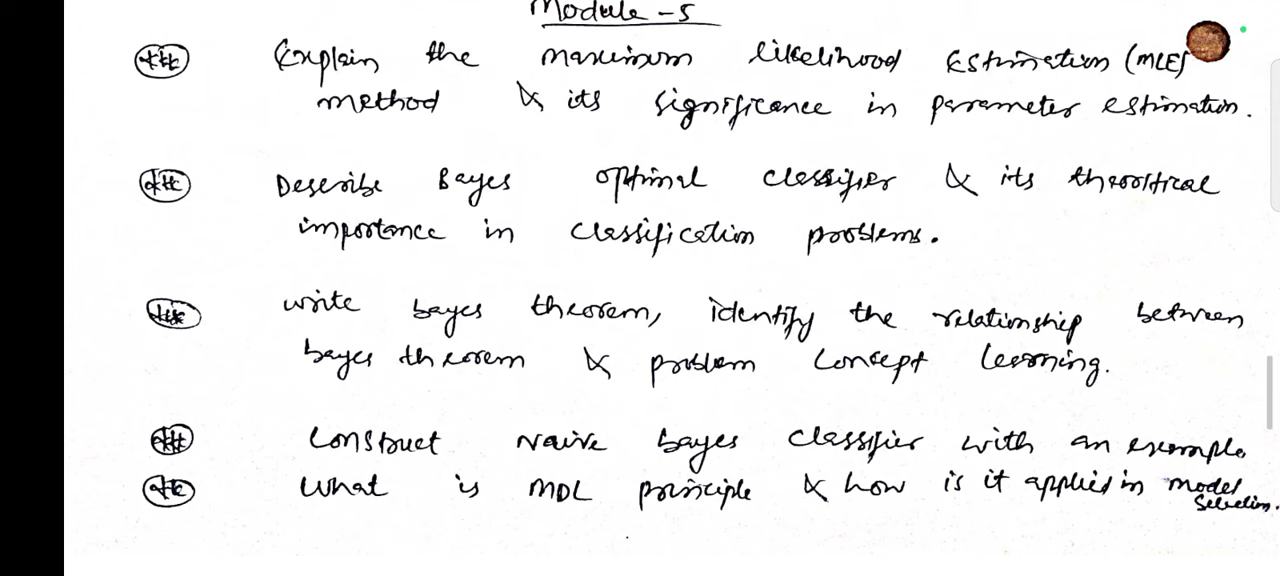 Module - 5
*** Explain the maximum likelihood Estimation (MLE)
method & its significance in parameter estimation.
*** Describe Bayes optimal classifier & its theoritical
importance in classification problems.
*** write bayes theorem, identify the relationship between
bayes theorem & problem concept learning.
*** Construct Naive bayes classifier with an example
*** What is MDL principle & how is it applied in model
selection.